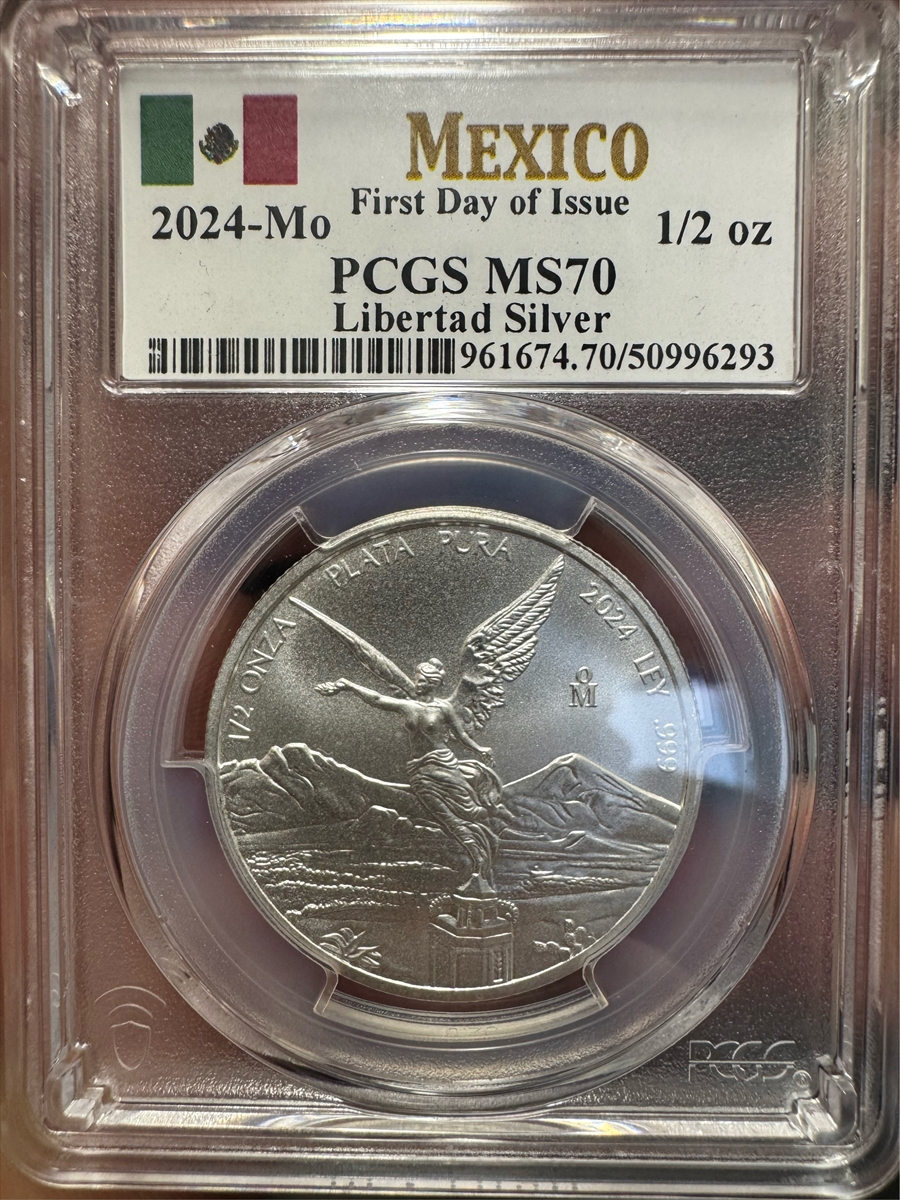 MEXICO
First Day of Issue
2024-Mo
1/2 oz
PCGS MS70
Libertad Silver
961674.70/50996293
1/2 ONZA PLATA PURA 2024 LEY .999
oM
PCGS